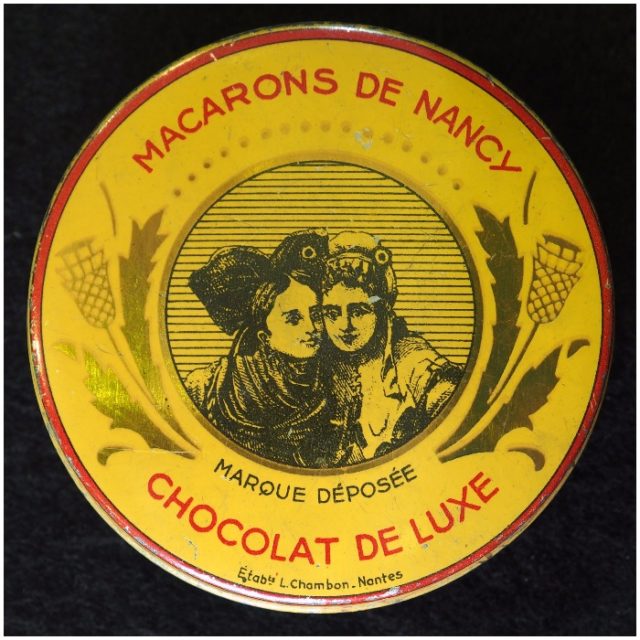 MACARONS DE NANCY
MARQUE DÉPOSÉE
CHOCOLAT DE LUXE
Étabts L. Chambon - Nantes